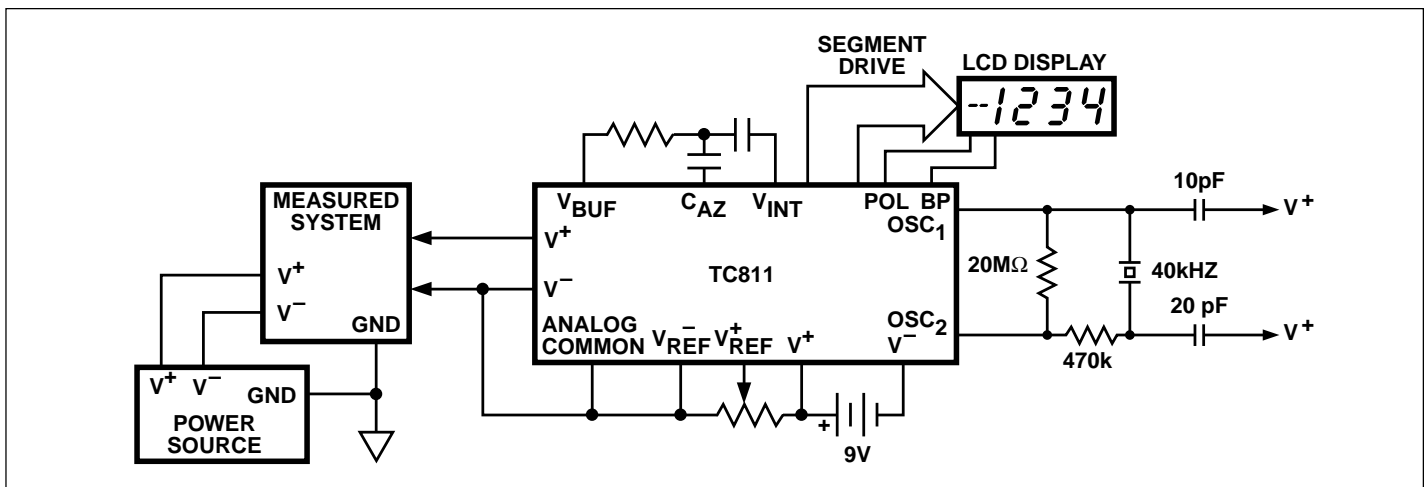 SEGMENT
DRIVE
LCD DISPLAY
--1234
MEASURED
SYSTEM
V+
V–
GND
V+
V–
GND
POWER
SOURCE
VBUF
CAZ
VINT
POL
BP
OSC1
V+
V–
TC811
ANALOG
COMMON
V–REF
V+REF
V+
OSC2
V–
+
9V
20MΩ
470k
40kHZ
10pF
V+
20 pF
V+